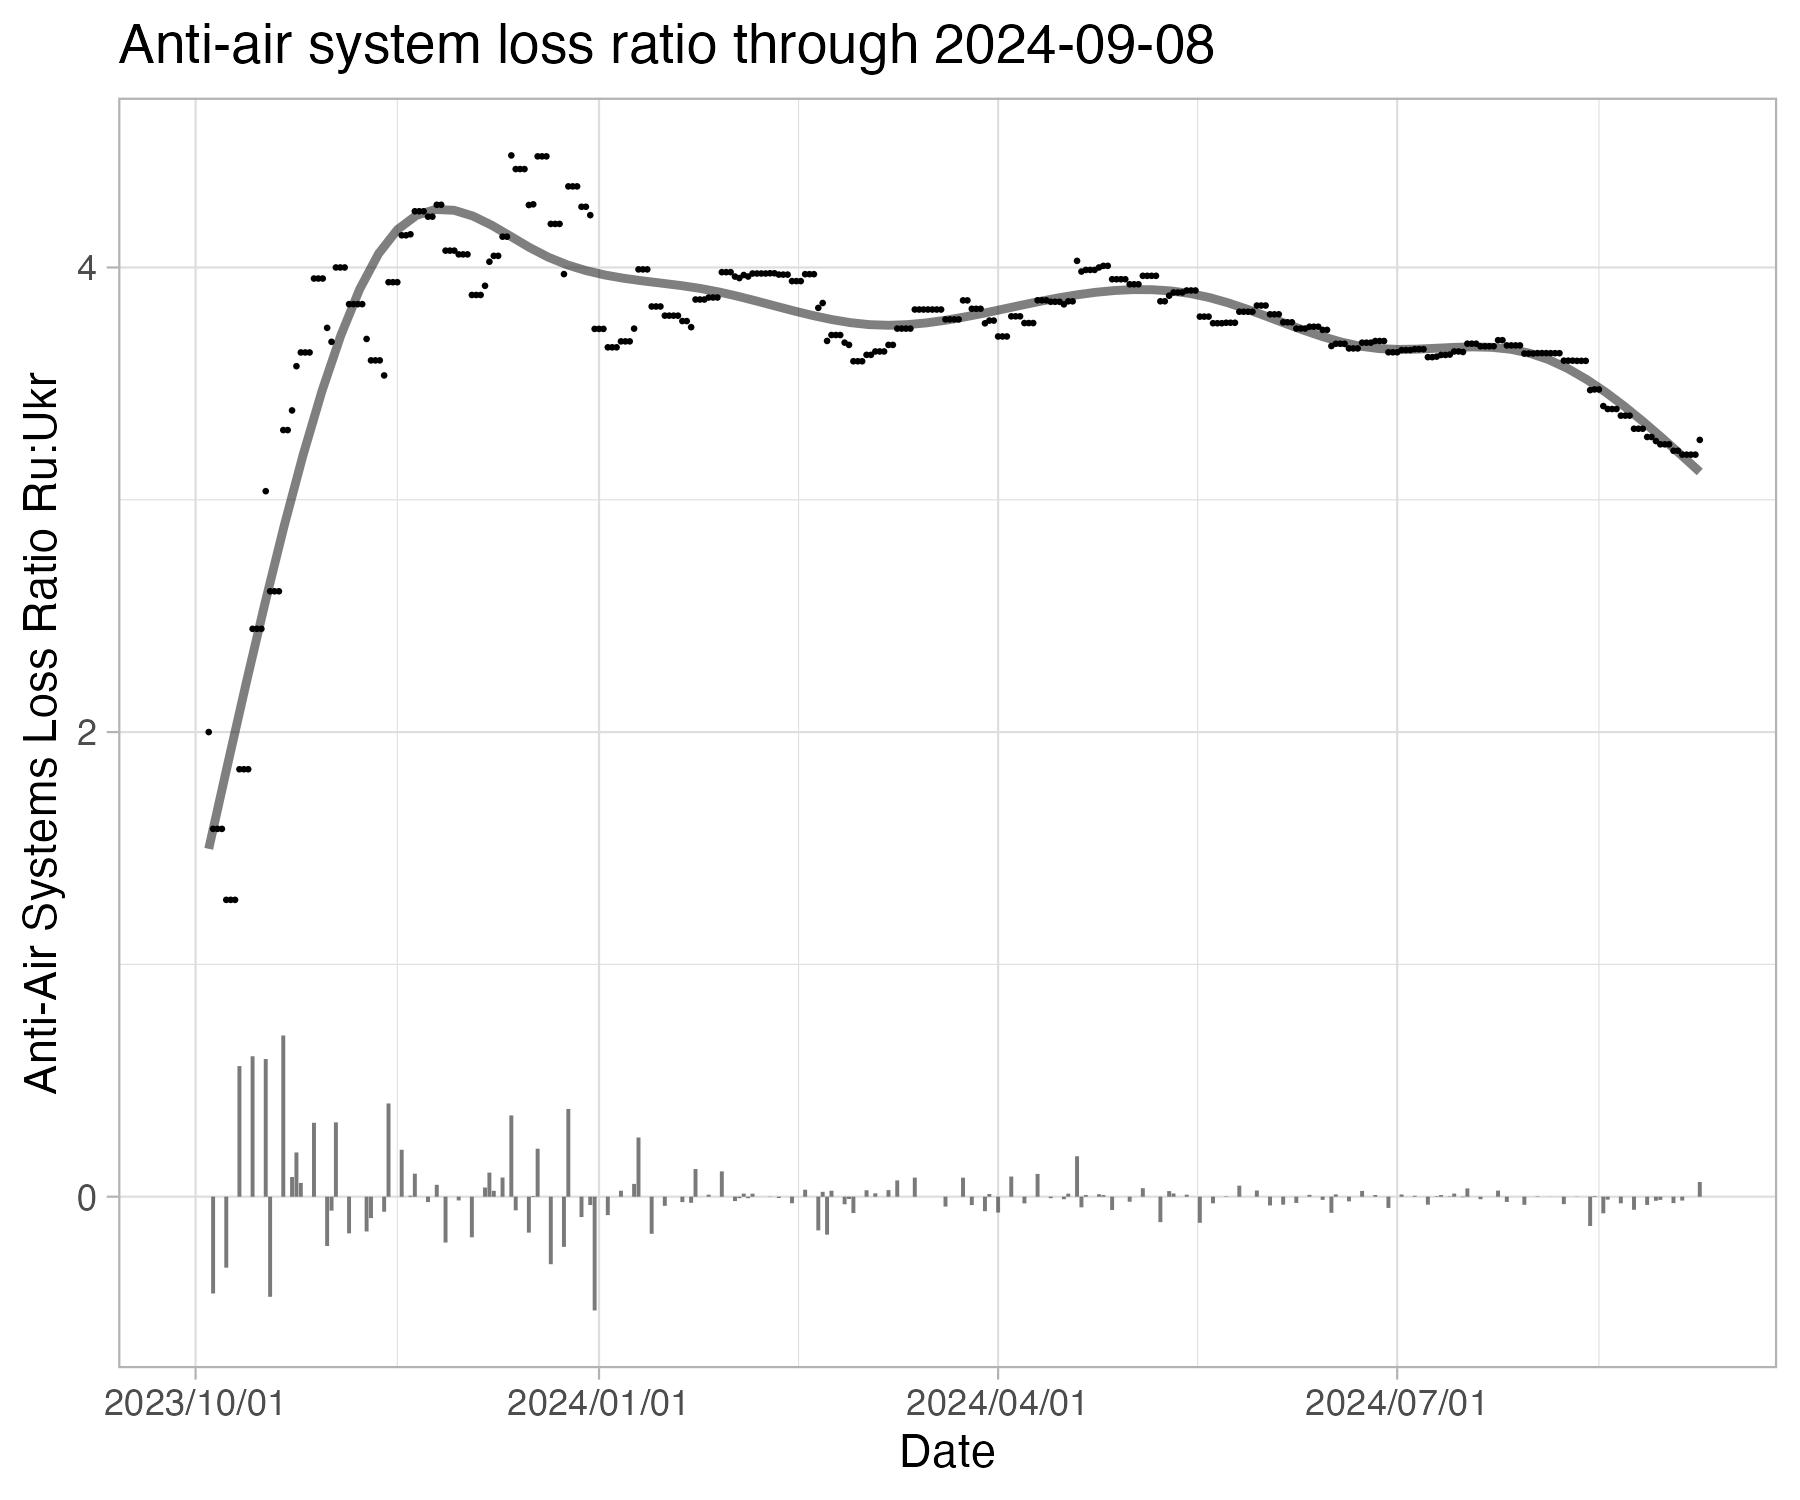 Anti-air system loss ratio through 2024-09-08
Anti-Air Systems Loss Ratio Ru:Ukr
4
2
0
2023/10/01
2024/01/01
2024/04/01
2024/07/01
Date